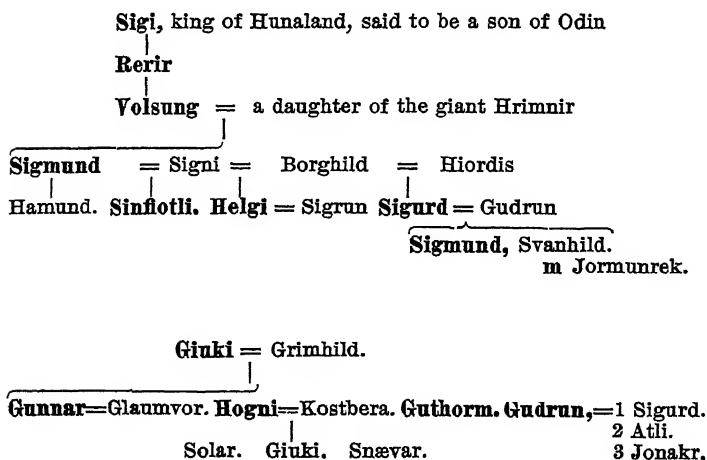 Sigi, king of Hunaland, said to be a son of Odin
Rerir
Volsung = a daughter of the giant Hrimnir
Sigmund = Signi = Borghild = Hiordis
Hamund. Sinfiotli. Helgi = Sigrun Sigurd = Gudrun
Sigmund, Svanhild.
m Jormunrek.
Giuki = Grimhild.
Gunnar=Glaumvor. Hogni=Kostbera. Guthorm. Gudrun,=1 Sigurd.
2 Atli.
Solar. Giuki. Snævar. 3 Jonakr.